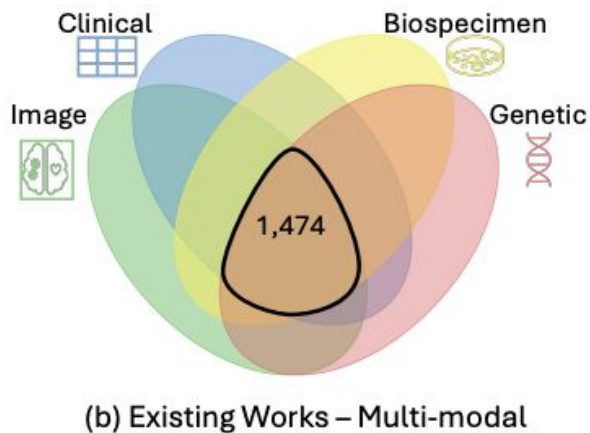 Clinical
Biospecimen
Image
Genetic
1,474
(b) Existing Works – Multi-modal